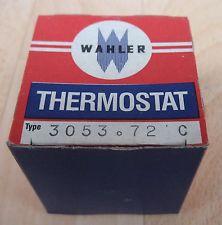 WAHLER
THERMOSTAT
Type 3053.72 C